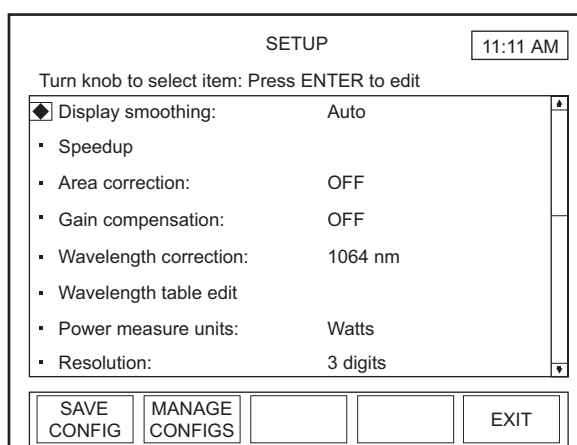 SETUP
11:11 AM
Turn knob to select item: Press ENTER to edit
Display smoothing: Auto
Speedup
Area correction: OFF
Gain compensation: OFF
Wavelength correction: 1064 nm
Wavelength table edit
Power measure units: Watts
Resolution: 3 digits
SAVE CONFIG
MANAGE CONFIGS
EXIT